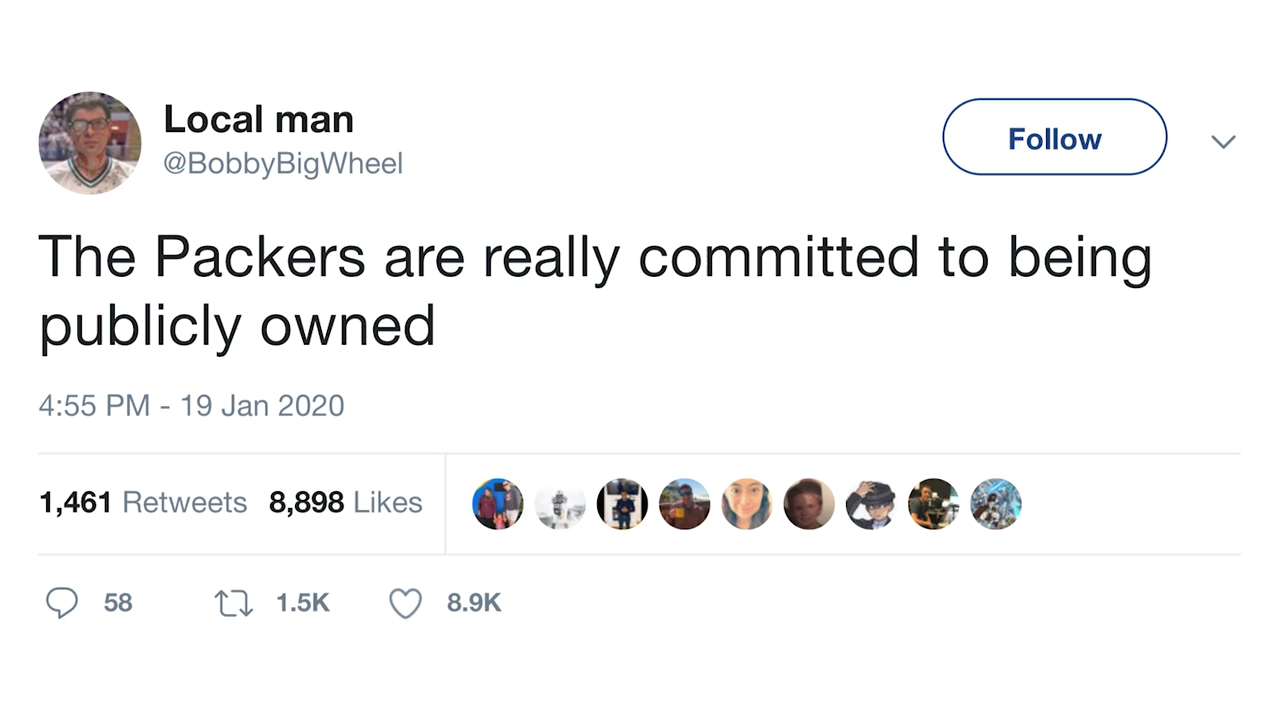 Local man
@BobbyBigWheel
Follow
The Packers are really committed to being
publicly owned
4:55 PM - 19 Jan 2020
1,461 Retweets 8,898 Likes
58 1.5K 8.9K